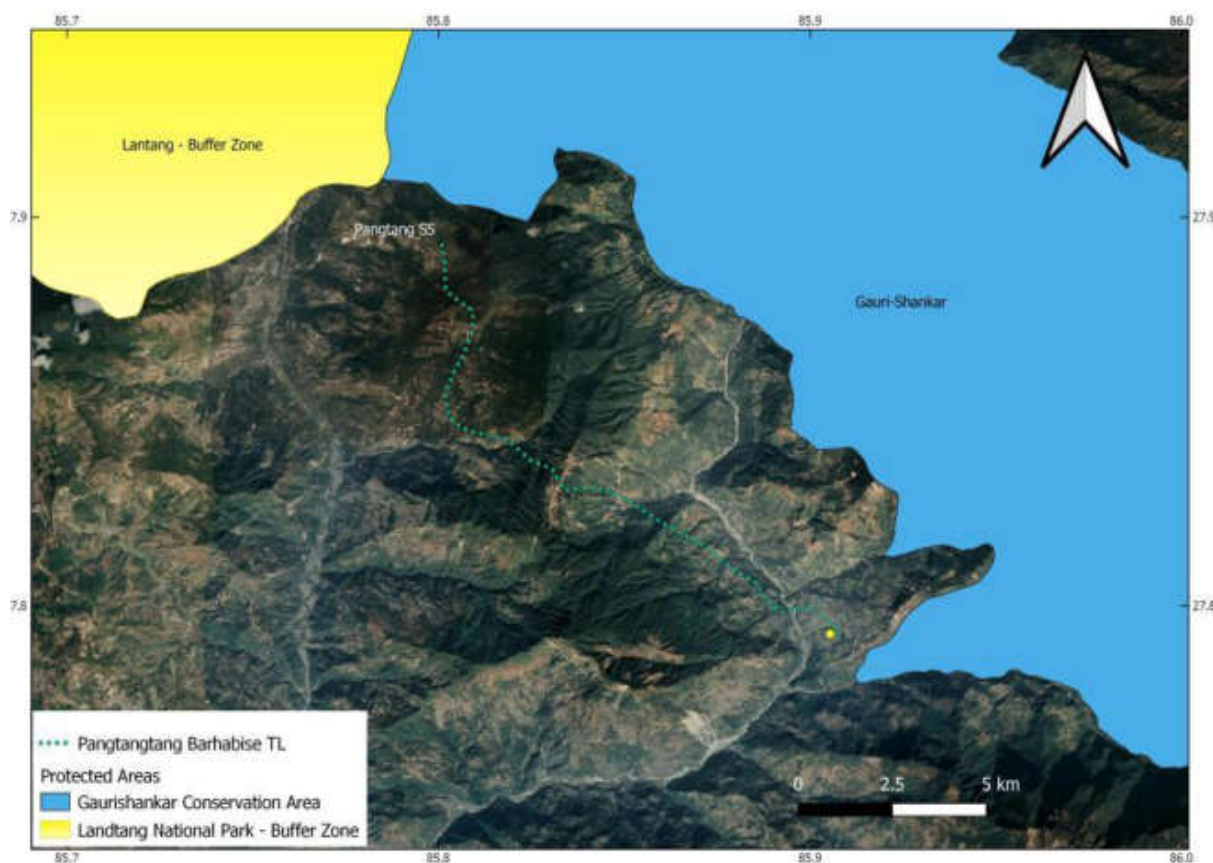 85.7 85.8 85.9 86.0
Lantang - Buffer Zone
7.9 27.9
Pangtang SS
Gauri-Shankar
7.8 27.8
Pangtangtang Barhabise TL
Protected Areas
Gaurishankar Conservation Area
Landtang National Park - Buffer Zone
0 2.5 5 km
85.7 85.8 85.9 86.0